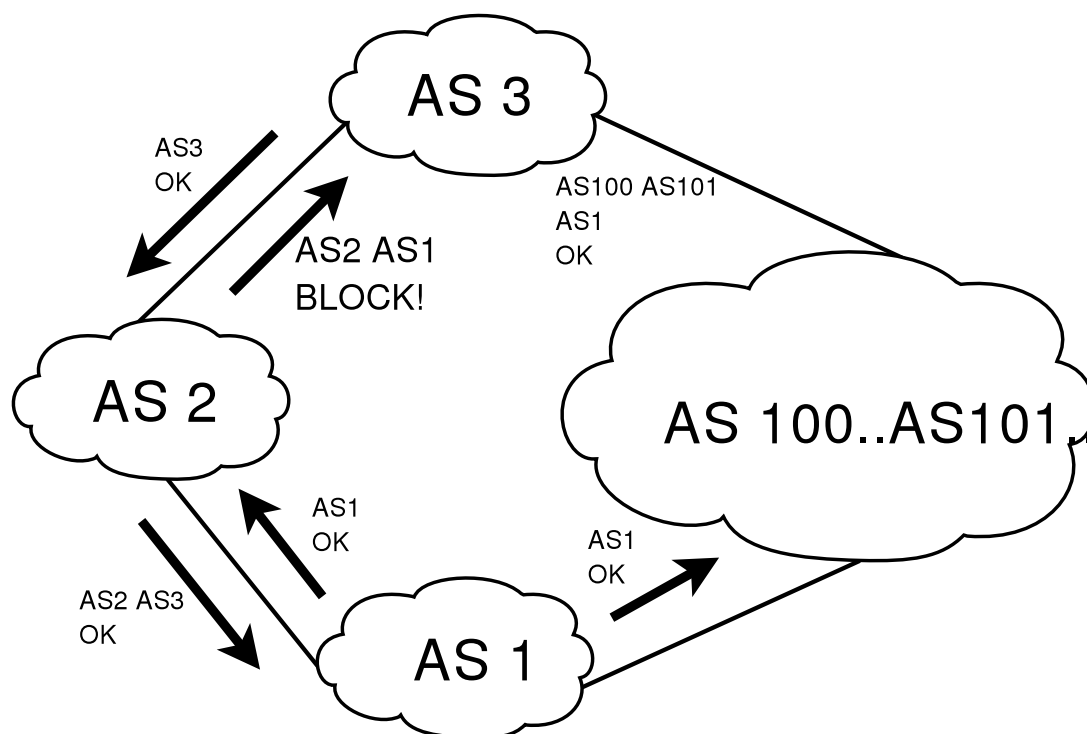 AS 3
AS3
OK
AS100 AS101
AS1
OK
AS2 AS1
BLOCK!
AS 2
AS 100..AS101..
AS1
OK
AS1
OK
AS2 AS3
OK
AS 1